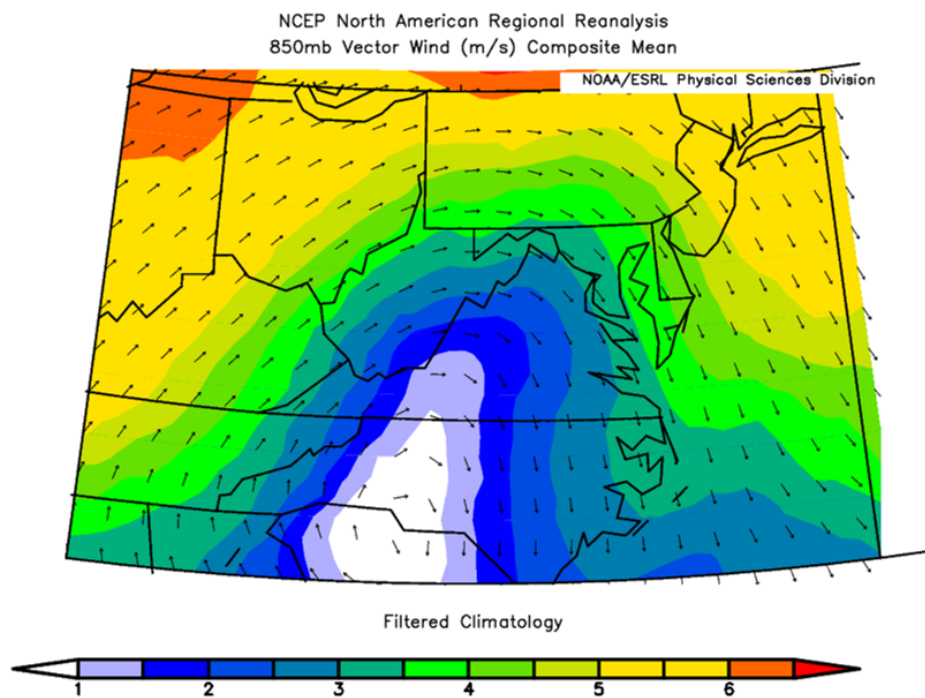 NCEP North American Regional Reanalysis
850mb Vector Wind (m/s) Composite Mean
NOAA/ESRL Physical Sciences Division
Filtered Climatology
1 2 3 4 5 6